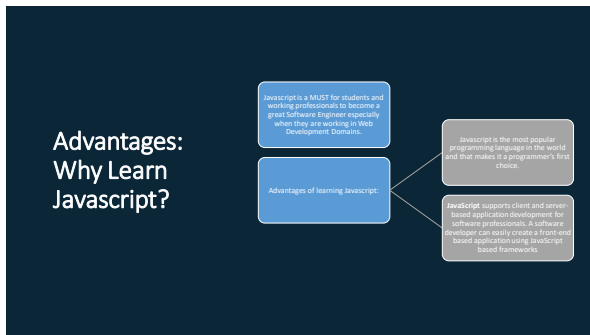 Advantages:
Why Learn
Javascript?
Javascript is a MUST for students and
working professionals to become a
great Software Engineer especially
when they are working in Web
Development Domains.
Advantages of learning Javascript:
Javascript is the most popular
programming language in the world
and that makes it a programmer's first
choice.
JavaScript supports client and server-
based application development for
software professionals. A software
developer can easily create a front-end
based application using JavaScript
based frameworks